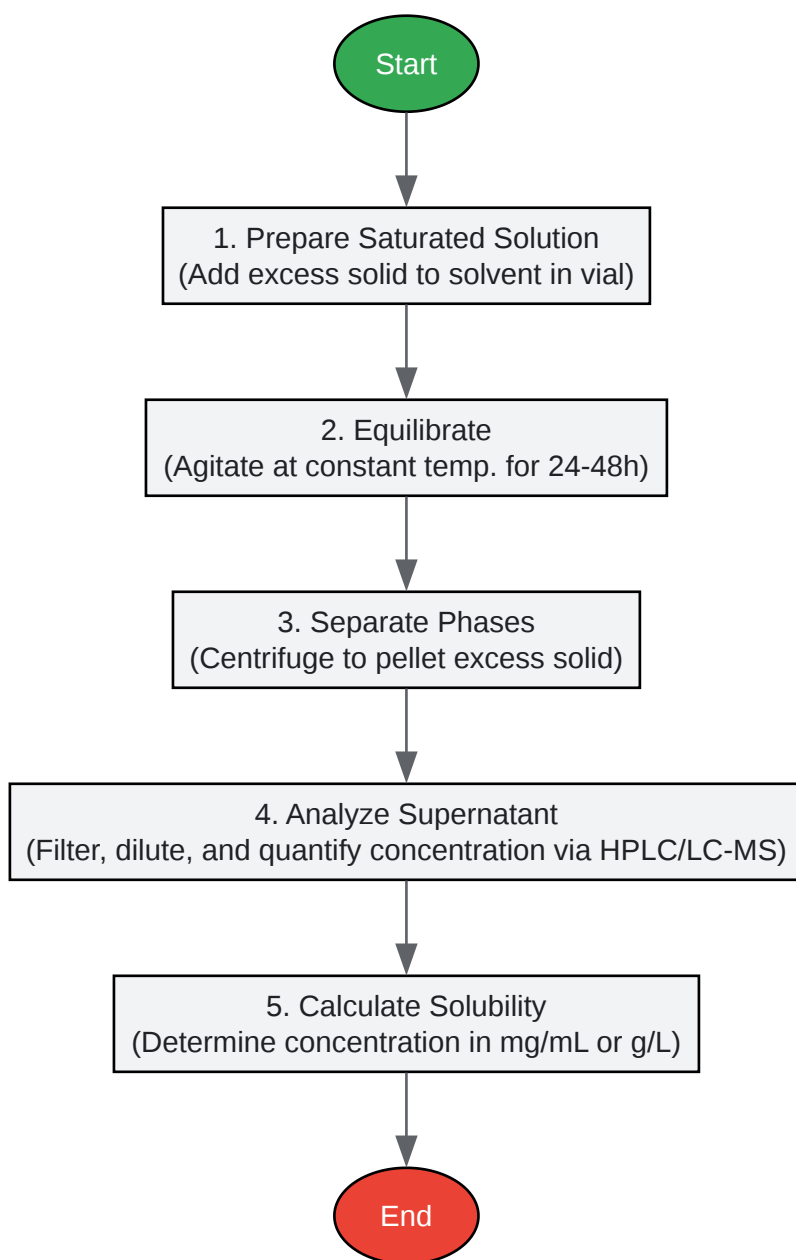 Start
1. Prepare Saturated Solution
(Add excess solid to solvent in vial)
2. Equilibrate
(Agitate at constant temp. for 24-48h)
3. Separate Phases
(Centrifuge to pellet excess solid)
4. Analyze Supernatant
(Filter, dilute, and quantify concentration via HPLC/LC-MS)
5. Calculate Solubility
(Determine concentration in mg/mL or g/L)
End